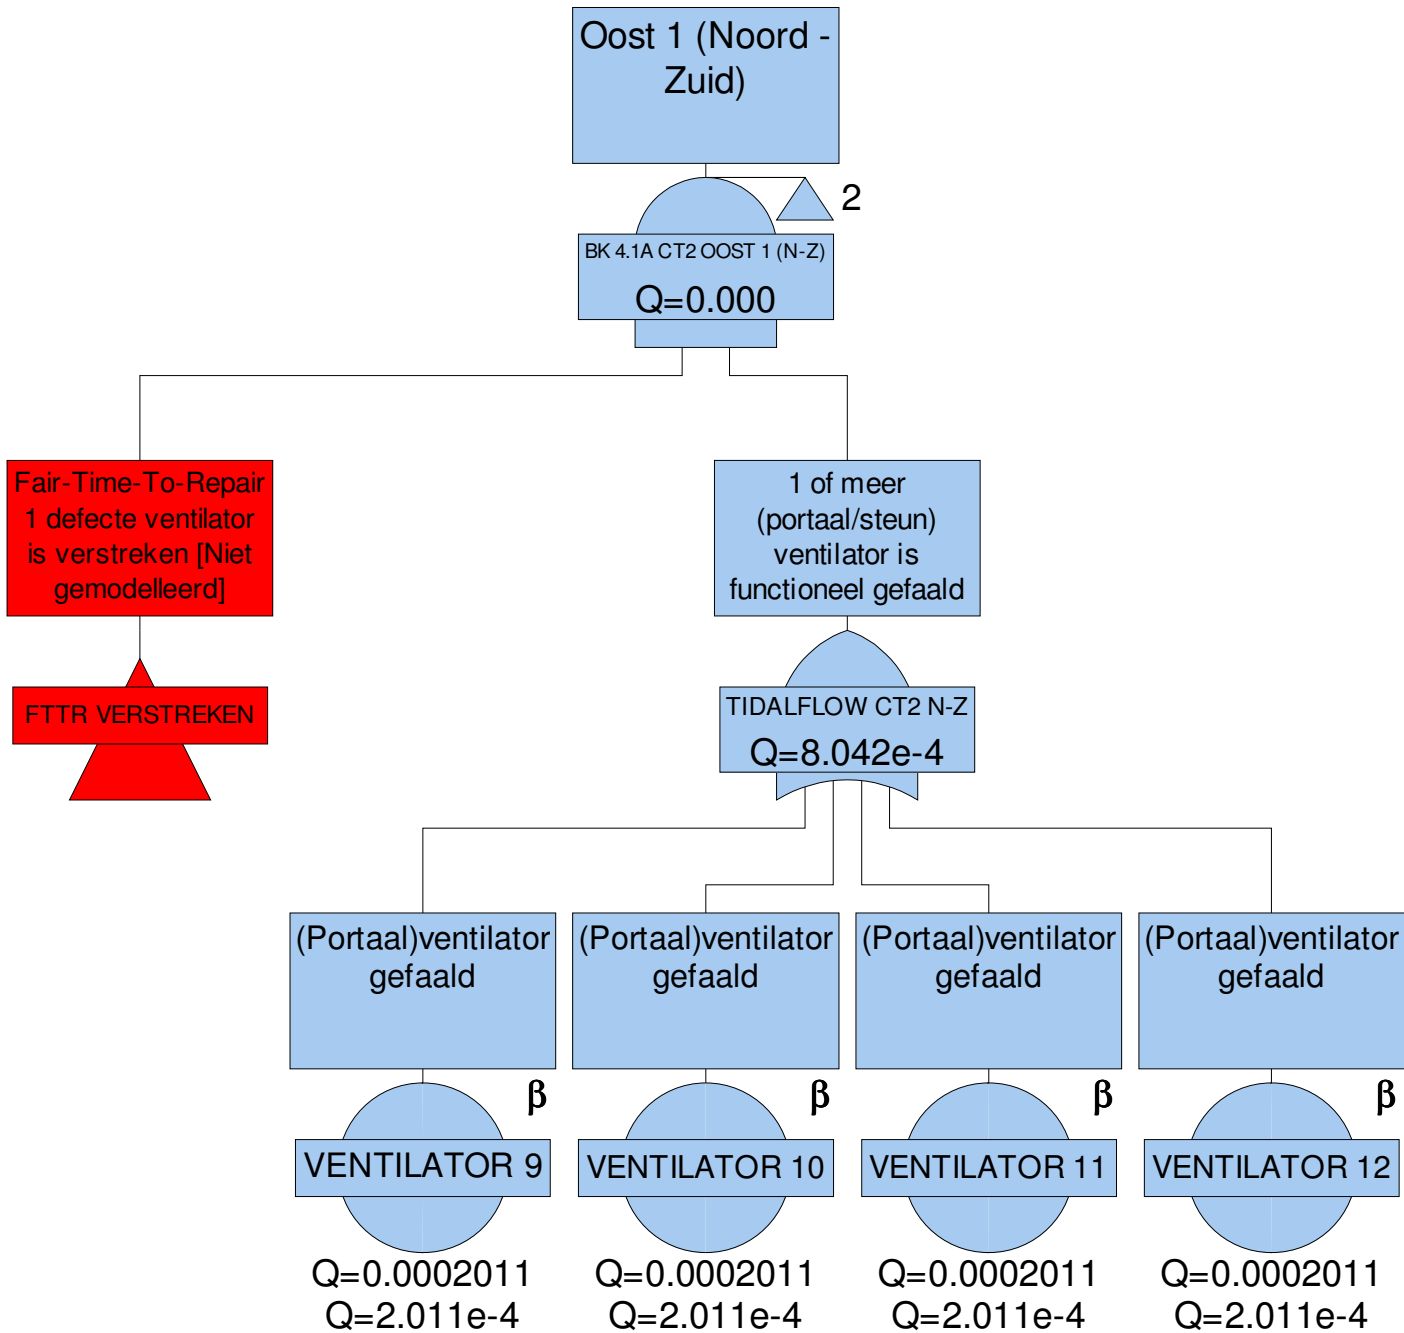 Oost 1 (Noord -
Zuid)
2
BK 4.1A CT2 OOST 1 (N-Z)
Q=0.000
Fair-Time-To-Repair
1 defecte ventilator
is verstreken [Niet
gemodelleerd]
1 of meer
(portaal/steun)
ventilator is
functioneel gefaald
FTTR VERSTREKEN
TIDALFLOW CT2 N-Z
Q=8.042e-4
(Portaal)ventilator
gefaald
(Portaal)ventilator
gefaald
(Portaal)ventilator
gefaald
(Portaal)ventilator
gefaald
β
β
β
β
VENTILATOR 9
VENTILATOR 10
VENTILATOR 11
VENTILATOR 12
Q=0.0002011
Q=2.011e-4
Q=0.0002011
Q=2.011e-4
Q=0.0002011
Q=2.011e-4
Q=0.0002011
Q=2.011e-4